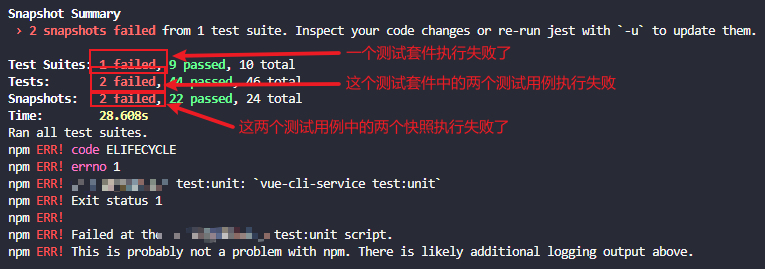 Snapshot Summary
› 2 snapshots failed from 1 test suite. Inspect your code changes or re-run jest with `-u` to update them.
Test Suites: 1 failed, 9 passed, 10 total
一个测试套件执行失败了
Tests: 2 failed, 44 passed, 46 total
这个测试套件中的两个测试用例执行失败
Snapshots: 2 failed, 22 passed, 24 total
Time: 28.608s
这两个测试用例中的两个快照执行失败了
Ran all test suites.
npm ERR! code ELIFECYCLE
npm ERR! errno 1
npm ERR! test:unit: `vue-cli-service test:unit`
npm ERR! Exit status 1
npm ERR!
npm ERR! Failed at the test:unit script.
npm ERR! This is probably not a problem with npm. There is likely additional logging output above.